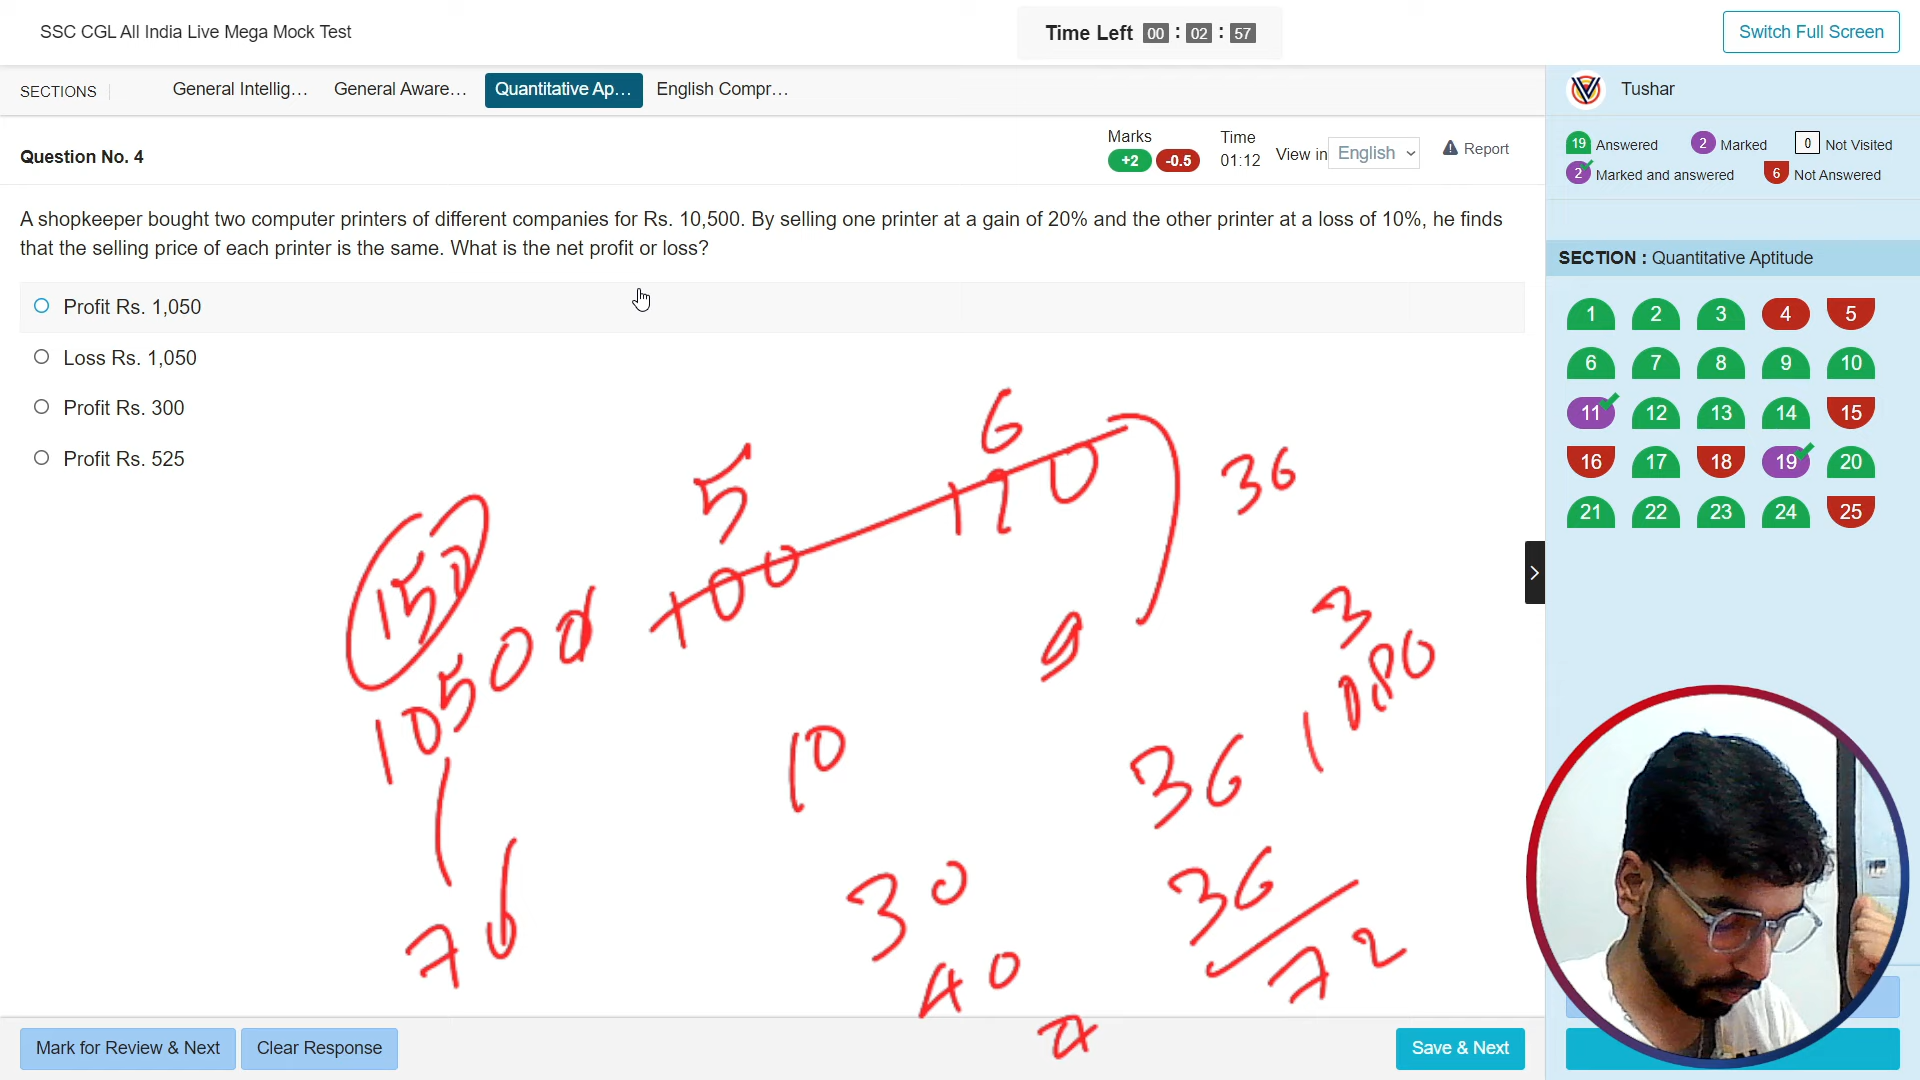 SSC CGL All India Live Mega Mock Test
Time Left 00 : 02 : 57
Switch Full Screen
SECTIONS
General Intellig...
General Aware...
Quantitative Ap...
English Compr...
Tushar
Question No. 4
Marks
+2 -0.5
Time
01:12
View in English
Report
19 Answered
2 Marked
0 Not Visited
2 Marked and answered
6 Not Answered
A shopkeeper bought two computer printers of different companies for Rs. 10,500. By selling one printer at a gain of 20% and the other printer at a loss of 10%, he finds
that the selling price of each printer is the same. What is the net profit or loss?
SECTION : Quantitative Aptitude
Profit Rs. 1,050
Loss Rs. 1,050
Profit Rs. 300
Profit Rs. 525
1 2 3 4 5
6 7 8 9 10
11 12 13 14 15
16 17 18 19 20
21 22 23 24 25
6
5
120
36
100
150
10500
9
3
1080
10
36
30
36
76
40
72
Mark for Review & Next
Clear Response
Save & Next